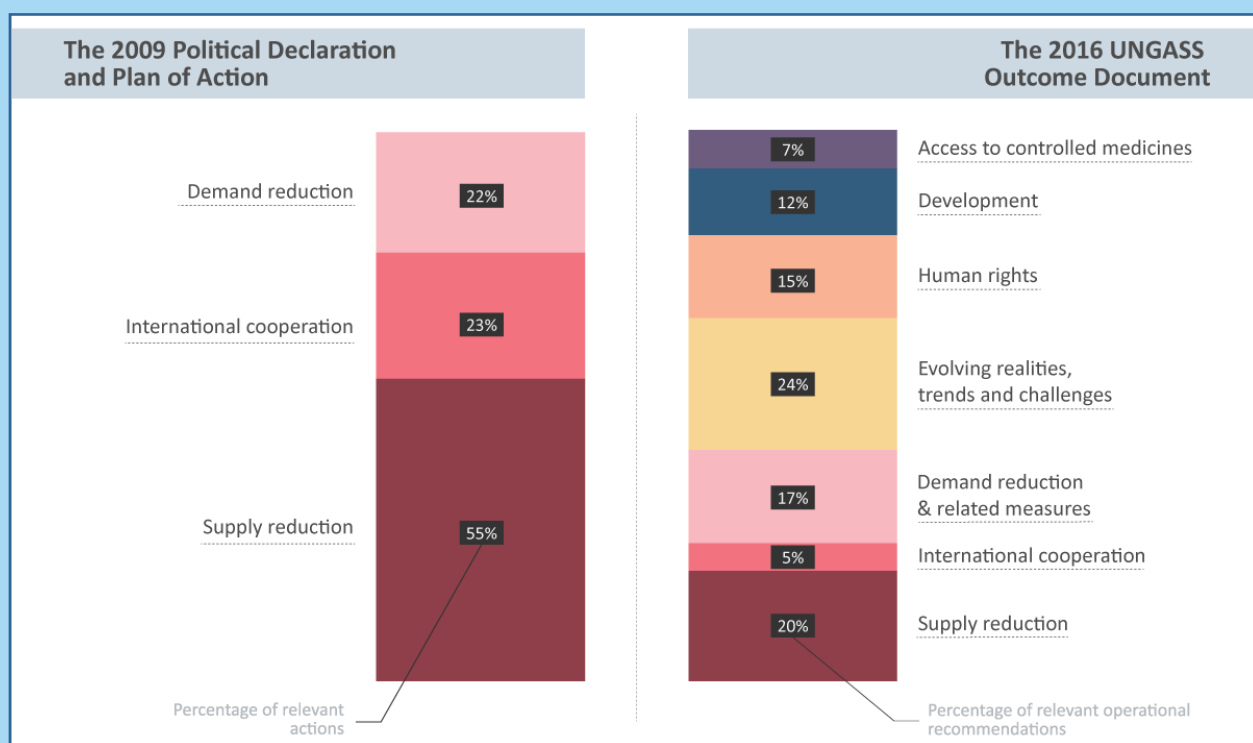 The 2009 Political Declaration
and Plan of Action
Demand reduction
22%
International cooperation
23%
Supply reduction
55%
Percentage of relevant
actions
The 2016 UNGASS
Outcome Document
7%
Access to controlled medicines
12%
Development
15%
Human rights
24%
Evolving realities,
trends and challenges
17%
Demand reduction
& related measures
5%
International cooperation
20%
Supply reduction
Percentage of relevant operational
recommendations